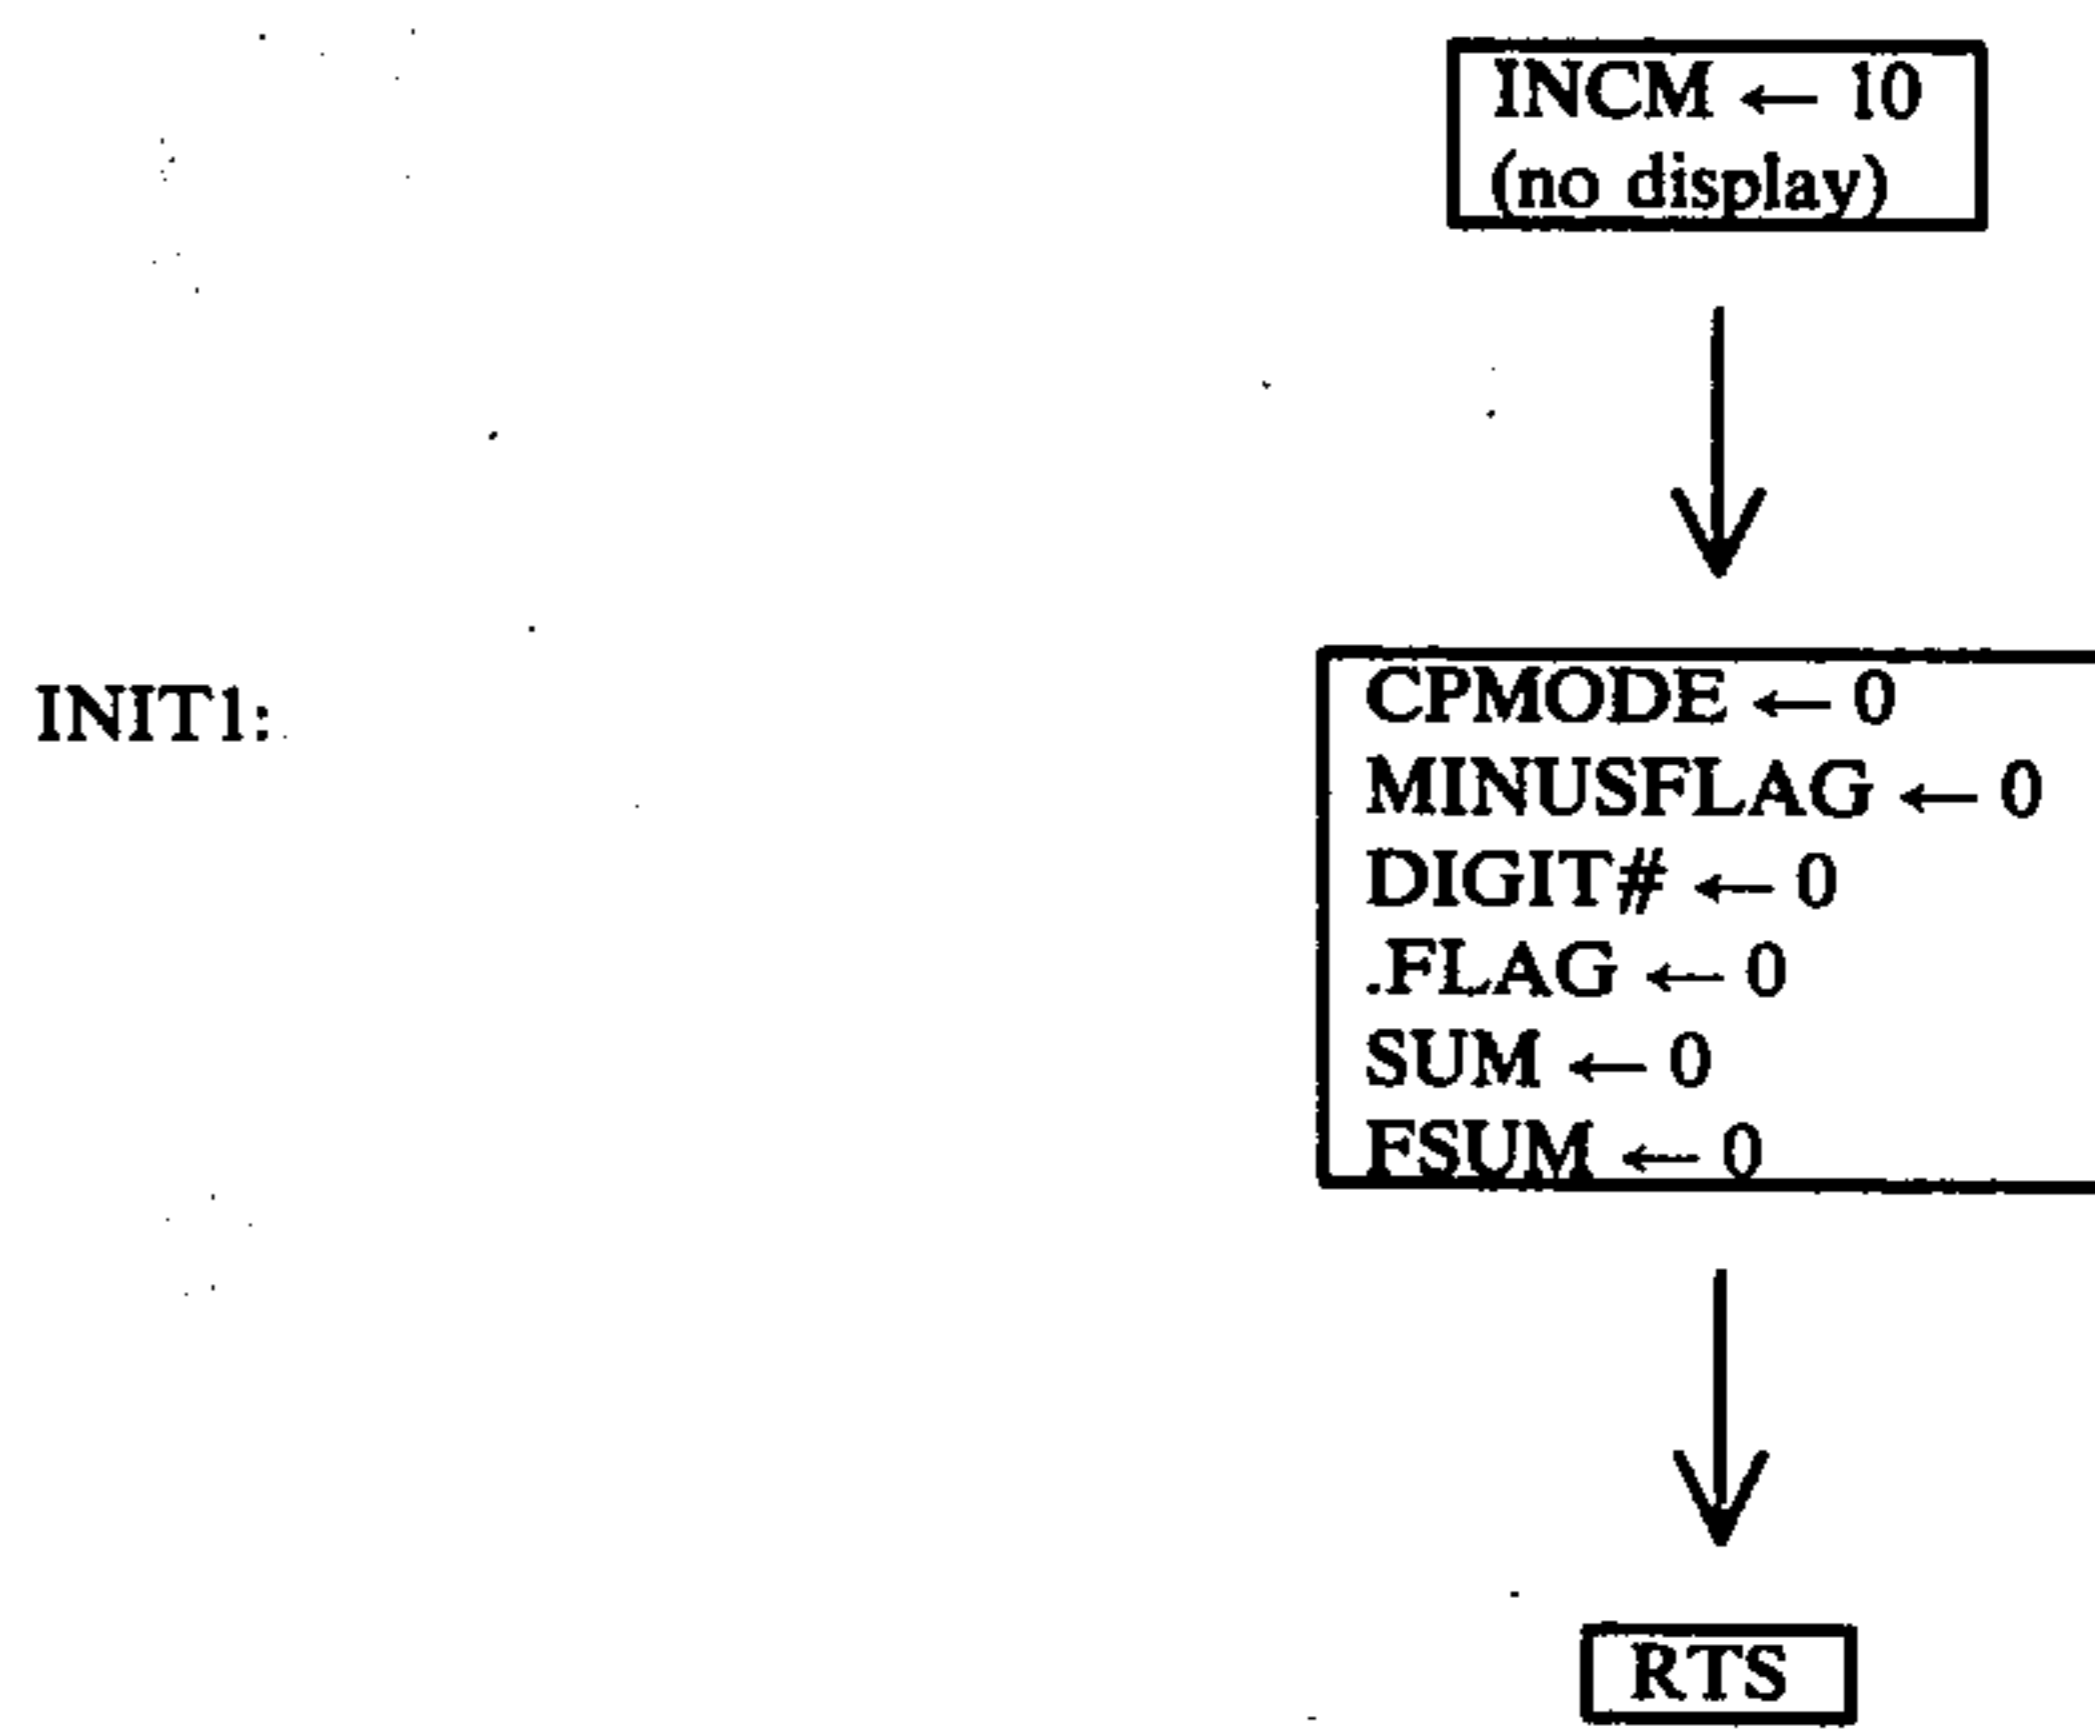 INCM ← 10
(no display)
INIT1:
CPMODE ← 0
MINUSFLAG ← 0
DIGIT# ← 0
.FLAG ← 0
SUM ← 0
FSUM ← 0
RTS